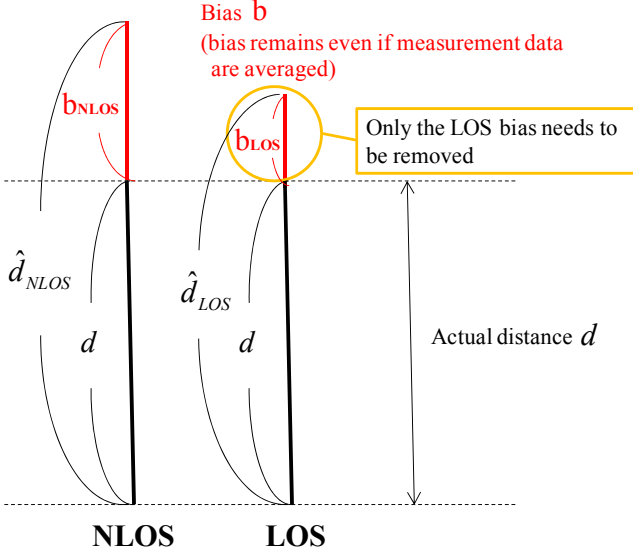 Bias b
(bias remains even if measurement data
are averaged)
bNLOS
bLOS
Only the LOS bias needs to
be removed
d̂NLOS
d
d̂LOS
d
Actual distance d
NLOS
LOS